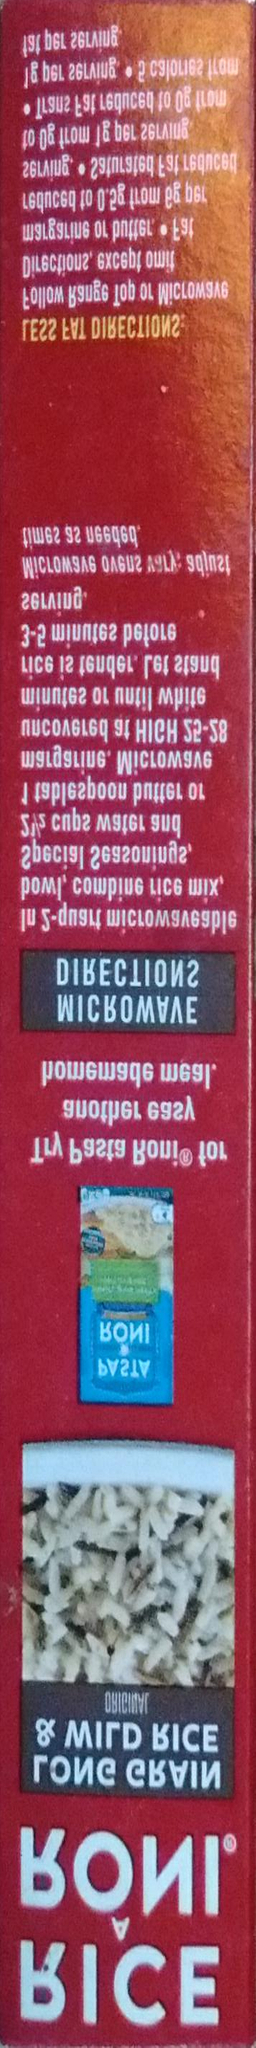 RICE
A
RONI®
LONG GRAIN
& WILD RICE
ORIGINAL
PASTA
RONI
Try Pasta Roni® for
another easy
homemade meal.
MICROWAVE
DIRECTIONS
In 2-quart microwaveable
bowl, combine rice mix,
Special Seasonings,
2½ cups water and
1 tablespoon butter or
margarine. Microwave
uncovered at HIGH 25-28
minutes or until white
rice is tender. Let stand
3-5 minutes before
serving.
Microwave ovens vary; adjust
times as needed.
LESS FAT DIRECTIONS:
Follow Range Top or Microwave
Directions, except omit
margarine or butter. • Fat
reduced to 0.5g from 6g per
serving. • Saturated Fat reduced
to 0g from 1g per serving.
• Trans Fat reduced to 0g from
1g per serving. • 5 calories from
fat per serving.